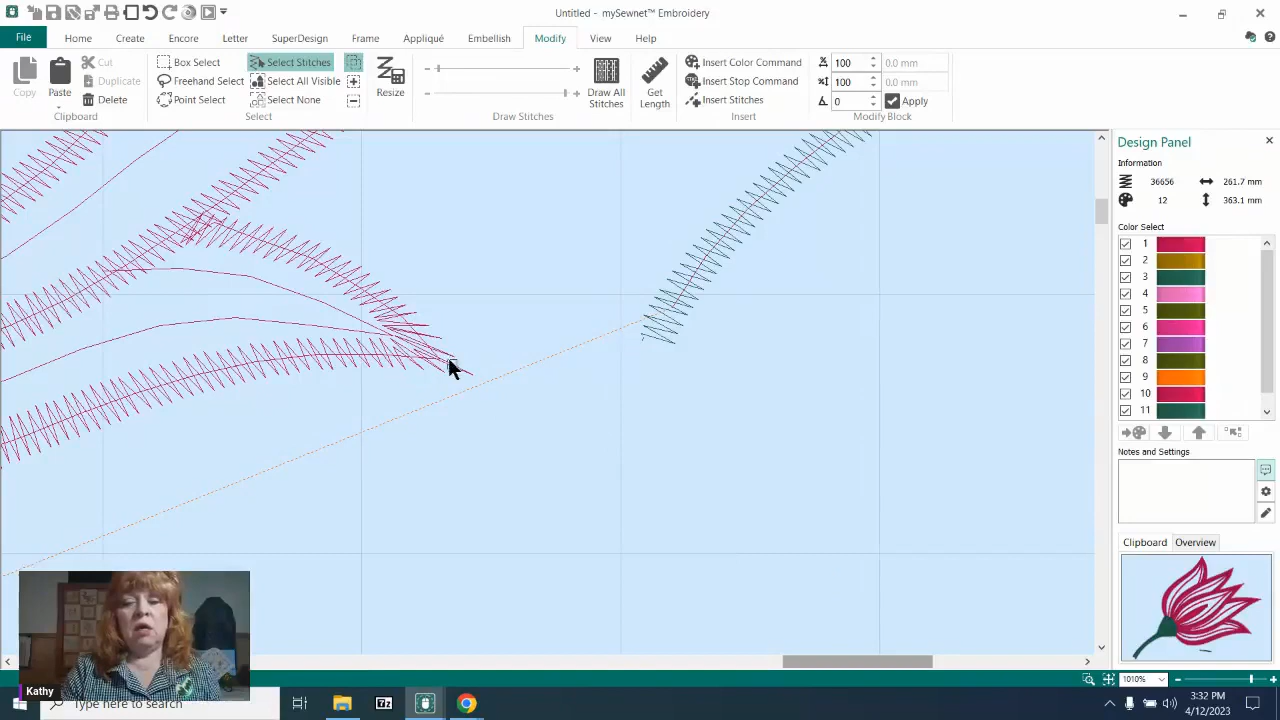 Untitled - mySewnet™ Embroidery
File Home Create Encore Letter SuperDesign Frame Appliqué Embellish Modify View Help
Copy
Paste
Cut
Duplicate
Delete
Clipboard
Box Select
Freehand Select
Point Select
Select Stitches
Select All Visible
Select None
Select
Resize
Draw All
Stitches
Draw Stitches
Get
Length
Insert Color Command
Insert Stop Command
Insert Stitches
Insert
100 0.0 mm
100 0.0 mm
0 Apply
Modify Block
Design Panel
Information
36656 261.7 mm
12 363.1 mm
Color Select
1
2
3
4
5
6
7
8
9
10
11
Notes and Settings
Clipboard Overview
1010%
Kathy
Type here to search
7z
3:32 PM
4/12/2023